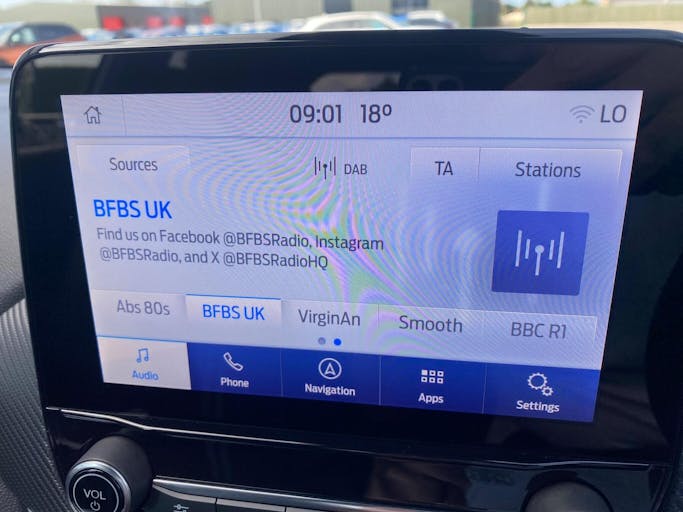 09:01 18º LO
Sources DAB TA Stations
BFBS UK
Find us on Facebook @BFBSRadio, Instagram
@BFBSRadio, and X @BFBSRadioHQ
Abs 80s BFBS UK VirginAn Smooth BBC R1
Audio Phone Navigation Apps Settings
VOL